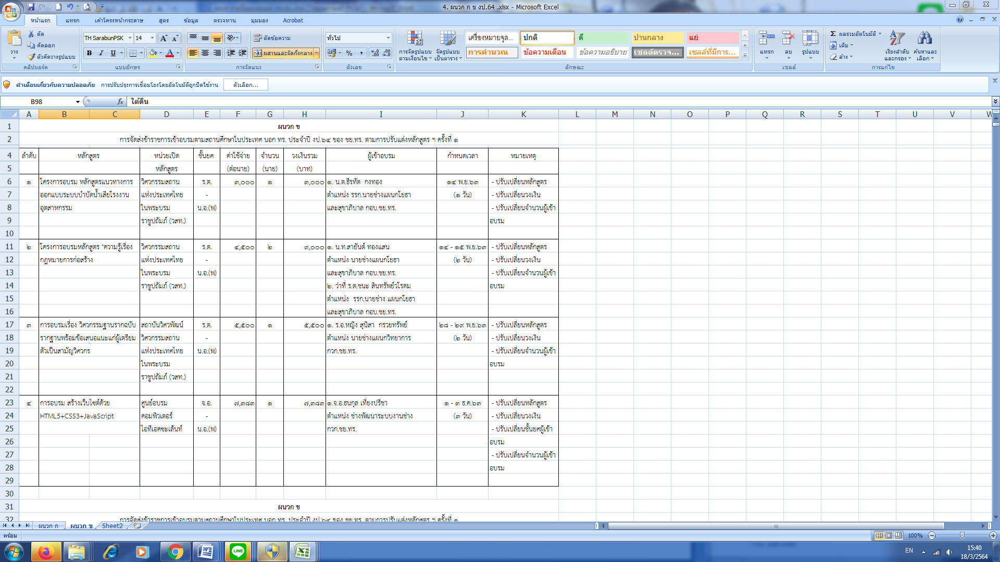 4. ผนวก ก ข งป.64 .xlsx - Microsoft Excel
หน้าแรก แทรก เค้าโครงหน้ากระดาษ สูตร ข้อมูล ตรวจทาน มุมมอง Acrobat
วาง
ตัด
คัดลอก
ตัวคัดวางรูปแบบ
คลิปบอร์ด
TH SarabunPSK 14
B I U
แบบอักษร
ตัดข้อความ
ผสานและจัดกึ่งกลาง
การจัดแนว
ทั่วไป
ตัวเลข
การจัดรูปแบบ
ตามเงื่อนไข
จัดรูปแบบ
เป็นตาราง
เครื่องหมายจุล... ปกติ ดี ปานกลาง แย่
การคำนวณ ข้อความเตือน ข้อความอธิบาย เซลล์ตรวจ... เซลล์ที่มีการ...
ลักษณะ
แทรก ลบ รูปแบบ
เซลล์
ผลรวมอัตโนมัติ
เติม
ล้าง
เรียงลำดับ
และกรอง
ค้นหาและ
เลือก
การแก้ไข
คำเตือนเกี่ยวกับความปลอดภัย การปรับปรุงการเชื่อมโยงโดยอัตโนมัติถูกปิดใช้งาน ตัวเลือก...
B98 fx ใต้ดิน
A B C D E F G H I J K L M N O P Q R S T U V W
1 ผนวก ข
2 การจัดส่งข้าราชการเข้าอบรมตามสถานศึกษาในประเทศ นอก ทร. ประจำปี งป.๖๔ ของ ชย.ทร. ตามการปรับแต่งหลักสูตร ฯ ครั้งที่ ๑
4 ลำดับ หลักสูตร หน่วยเปิด ชั้นยศ ค่าใช้จ่าย จำนวน วงเงินรวม ผู้เข้าอบรม กำหนดเวลา หมายเหตุ
5 หลักสูตร (ต่อนาย) (นาย) (บาท)
6 ๑ โครงการอบรม หลักสูตรแนวทางการ วิศวกรรมสถาน ร.ต. ๓,๐๐๐ ๑ ๓,๐๐๐ ๑. น.ต.ธีรทัต กงทอง ๑๔ พ.ย.๖๓ - ปรับเปลี่ยนหลักสูตร
7 ออกแบบระบบบำบัดน้ำเสียโรงงาน แห่งประเทศไทย - ตำแหน่ง รรก.นายช่างแผนกโยธา (๑ วัน) - ปรับเปลี่ยนวงเงิน
8 อุตสาหกรรม ในพระบรม น.อ.(พ) และสุขาภิบาล กอบ.ชย.ทร. - ปรับเปลี่ยนจำนวนผู้เข้า
9 ราชูปถัมภ์ (วสท.) อบรม
10
11 ๒ โครงการอบรมหลักสูตร "ความรู้เรื่อง วิศวกรรมสถาน ร.ต. ๔,๕๐๐ ๒ ๙,๐๐๐ ๑. น.ท.สายันต์ ทองแสน ๑๔ - ๑๕ พ.ย.๖๓ - ปรับเปลี่ยนหลักสูตร
12 กฎหมายการก่อสร้าง แห่งประเทศไทย - ตำแหน่ง นายช่างแผนกโยธา (๒ วัน) - ปรับเปลี่ยนวงเงิน
13 ในพระบรม น.อ.(พ) และสุขาภิบาล กอบ.ชย.ทร. - ปรับเปลี่ยนจำนวนผู้เข้า
14 ราชูปถัมภ์ (วสท.) ๒. ว่าที่ ร.ต.ชนะ สินทรัพย์วโรดม อบรม
15 ตำแหน่ง รรก.นายช่าง แผนกโยธา
16 และสุขาภิบาล กอบ.ชย.ทร.
17 ๓ การอบรมเรื่อง วิศวกรรมฐานรากฉบับ สถาบันวิศวพัฒน์ ร.ต. ๕,๕๐๐ ๑ ๕,๕๐๐ ๑. ร.อ.หญิง สุนิสา กรวยทรัพย์ ๒๘ - ๒๙ พ.ย.๖๓ - ปรับเปลี่ยนหลักสูตร
18 รากฐานพร้อมข้อเสนอแนะแก่ผู้เตรียม วิศวกรรมสถาน - ตำแหน่ง นายช่างแผนกวิทยาการ (๒ วัน) - ปรับเปลี่ยนวงเงิน
19 ตัวเป็นสามัญวิศวกร แห่งประเทศไทย น.อ.(พ) กวก.ชย.ทร. - ปรับเปลี่ยนจำนวนผู้เข้า
20 ในพระบรม อบรม
21 ราชูปถัมภ์ (วสท.)
22
23 ๔ การอบรม สร้างเว็บไซต์ด้วย ศูนย์อบรม จ.อ. ๗,๓๘๓ ๑ ๗,๓๘๓ ๑.จ.อ.ธนกุล เที่ยงปรีชา ๑ - ๓ ธ.ค.๖๓ - ปรับเปลี่ยนหลักสูตร
24 HTML5+CSS3+JavaScript คอมพิวเตอร์ - ตำแหน่ง ช่างพัฒนาระบบงานช่าง (๓ วัน) - ปรับเปลี่ยนวงเงิน
25 ไอทีเอคซะเล้นท์ น.อ.(พ) กวก.ชย.ทร. - ปรับเปลี่ยนชั้นยศผู้เข้า
26 อบรม
27 - ปรับเปลี่ยนจำนวนผู้เข้า
28 อบรม
29
30
31 ผนวก ข
32 การจัดส่งข้าราชการเข้าอบรมตามสถานศึกษาในประเทศ นอก ทร. ประจำปี งป.๖๔ ของ ชย.ทร. ตามการปรับแต่งหลักสูตร ฯ ครั้งที่ ๑
ผนวก ก ผนวก ข Sheet2
พร้อม 100%
EN 15:40
18/3/2564